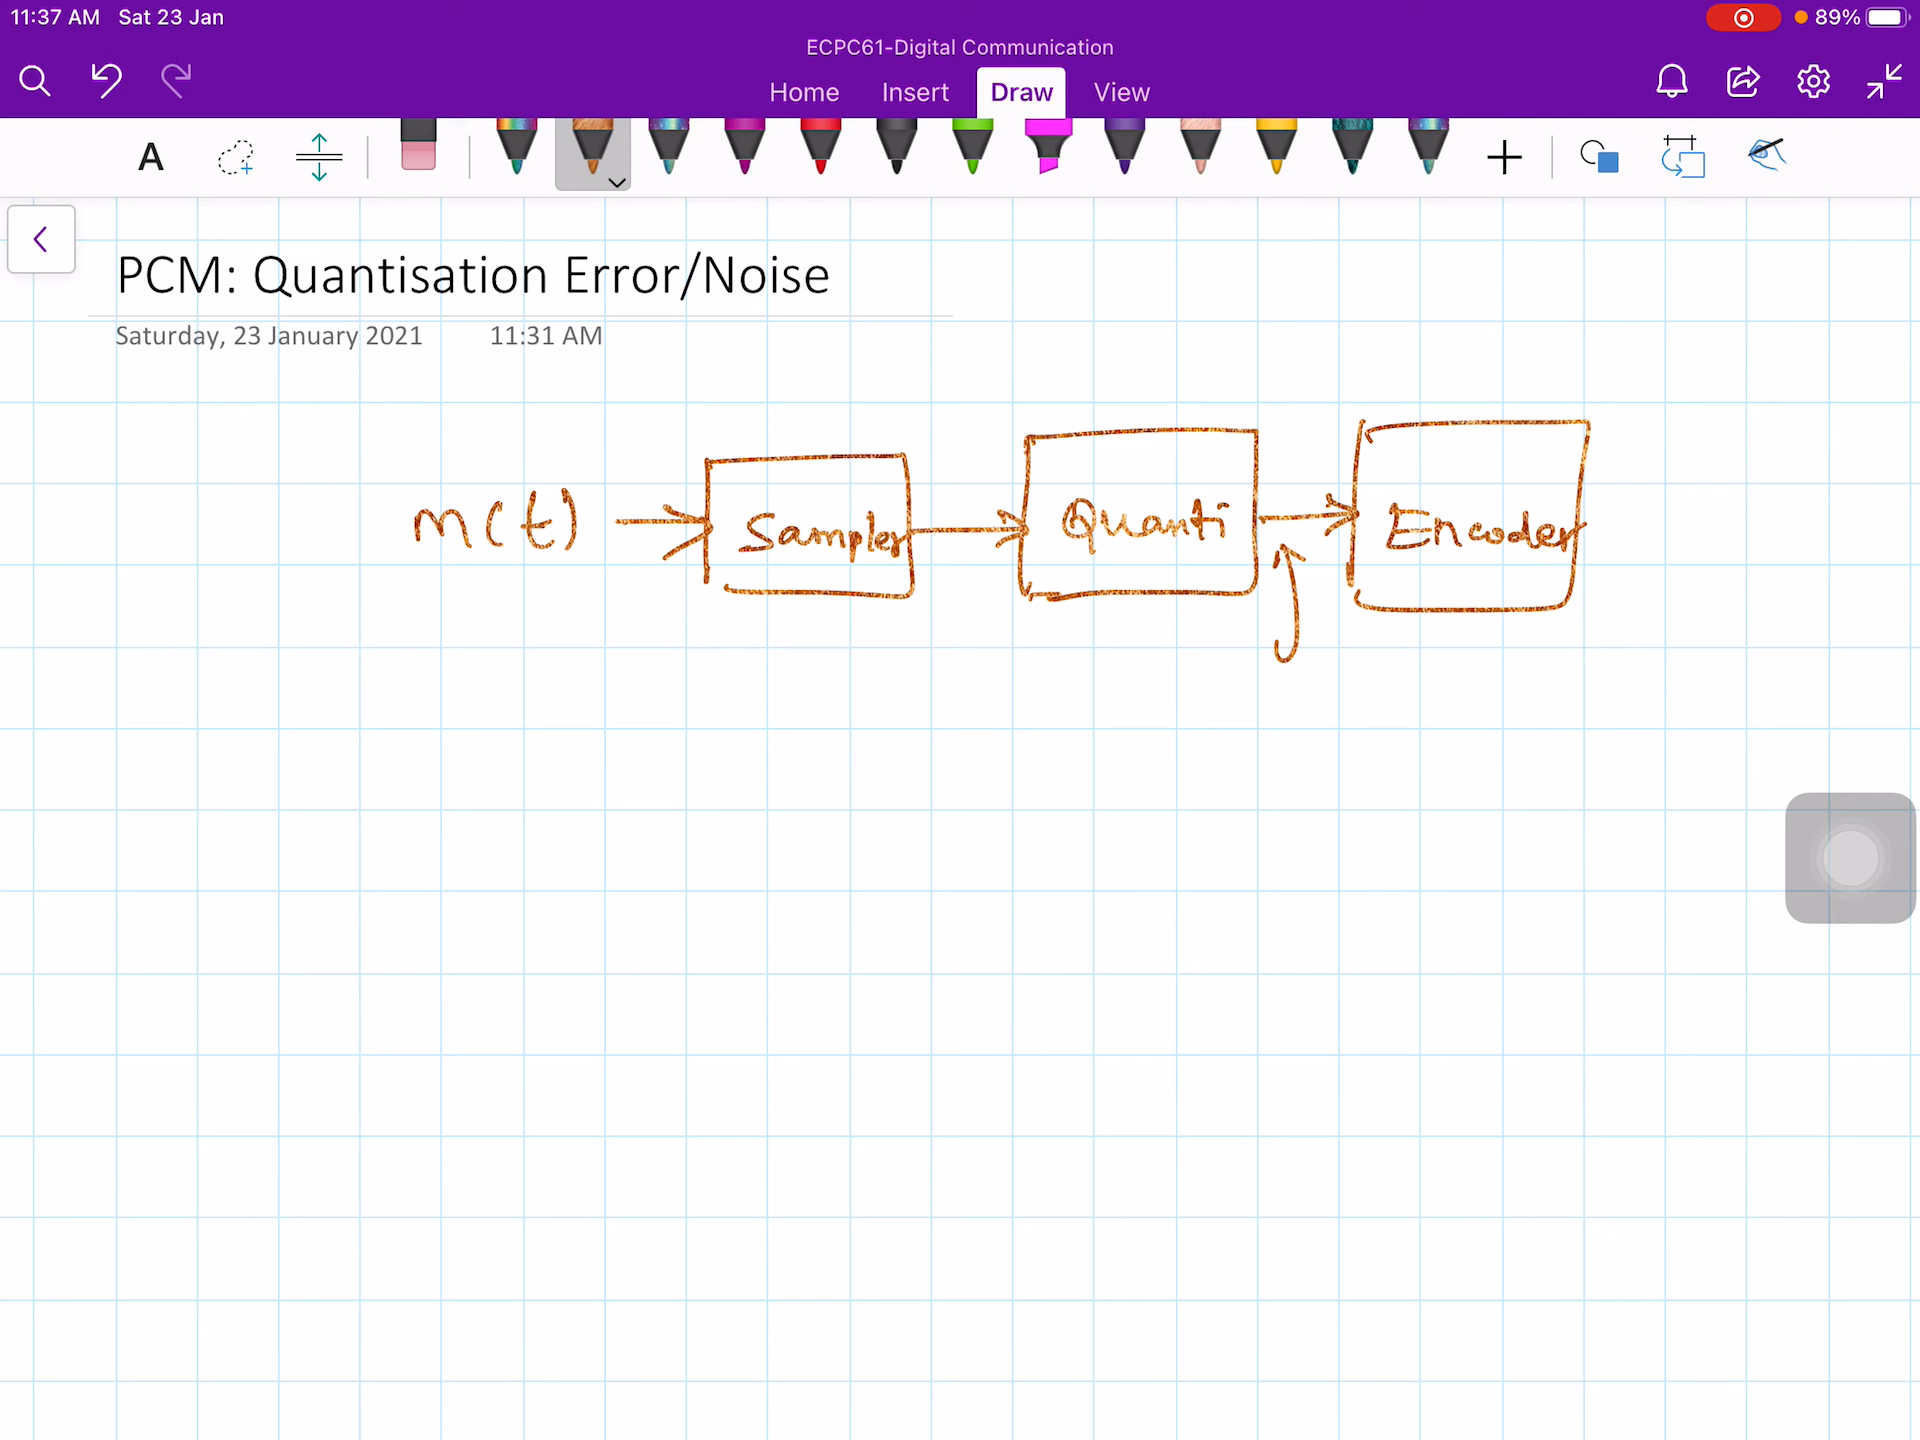 11:37 AM Sat 23 Jan 89%
ECPC61-Digital Communication
Home Insert Draw View
A
PCM: Quantisation Error/Noise
Saturday, 23 January 2021 11:31 AM
m(t) Sampler Quanti Encoder